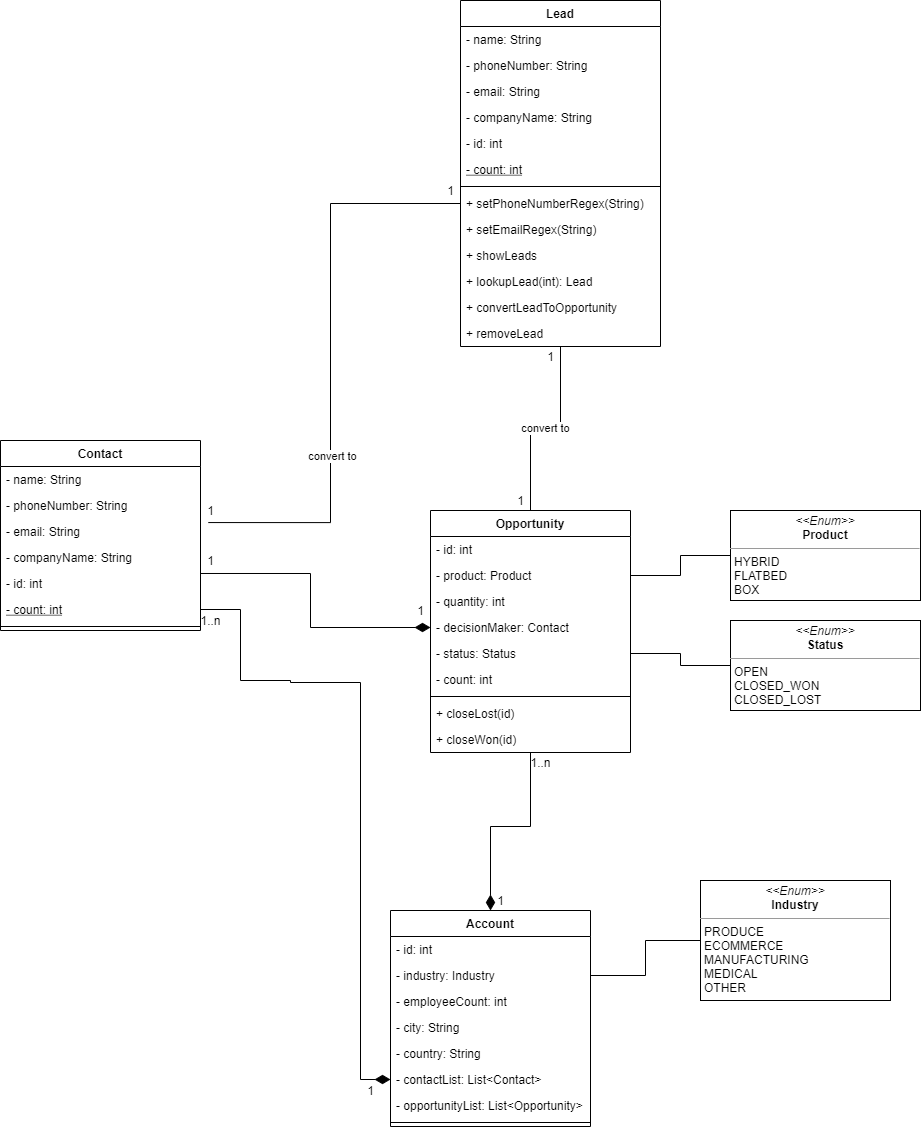 Lead
- name: String
- phoneNumber: String
- email: String
- companyName: String
- id: int
- count: int
1
+ setPhoneNumberRegex(String)
+ setEmailRegex(String)
+ showLeads
+ lookupLead(int): Lead
+ convertLeadToOpportunity
+ removeLead
1
convert to
convert to
1
Contact
- name: String
- phoneNumber: String
- email: String
- companyName: String
- id: int
- count: int
1
1
1..n
1
Opportunity
- id: int
- product: Product
- quantity: int
- decisionMaker: Contact
- status: Status
- count: int
+ closeLost(id)
+ closeWon(id)
1..n
<<Enum>>
Product
HYBRID
FLATBED
BOX
<<Enum>>
Status
OPEN
CLOSED_WON
CLOSED_LOST
1
Account
- id: int
- industry: Industry
- employeeCount: int
- city: String
- country: String
- contactList: List<Contact>
- opportunityList: List<Opportunity>
1
<<Enum>>
Industry
PRODUCE
ECOMMERCE
MANUFACTURING
MEDICAL
OTHER